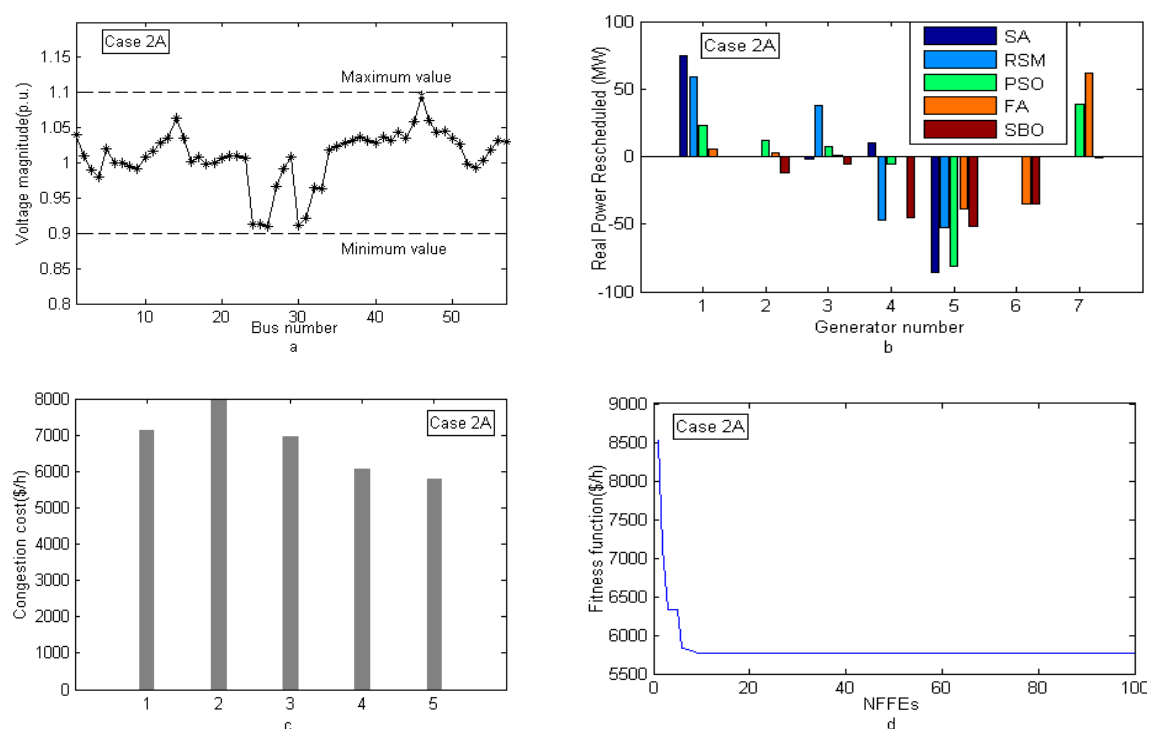 Case 2A
Maximum value
Minimum value
Voltage magnitude(p.u.)
1.15
1.1
1.05
1
0.95
0.9
0.85
0.8
10 20 30 40 50
Bus number
a
Case 2A
SA
RSM
PSO
FA
SBO
Real Power Rescheduled (MW)
100
50
0
-50
-100
1 2 3 4 5 6 7
Generator number
b
Case 2A
Congestion cost($/h)
8000
7000
6000
5000
4000
3000
2000
1000
0
1 2 3 4 5
c
Case 2A
Fitness function($/h)
9000
8500
8000
7500
7000
6500
6000
5500
0 20 40 60 80 100
NFFEs
d